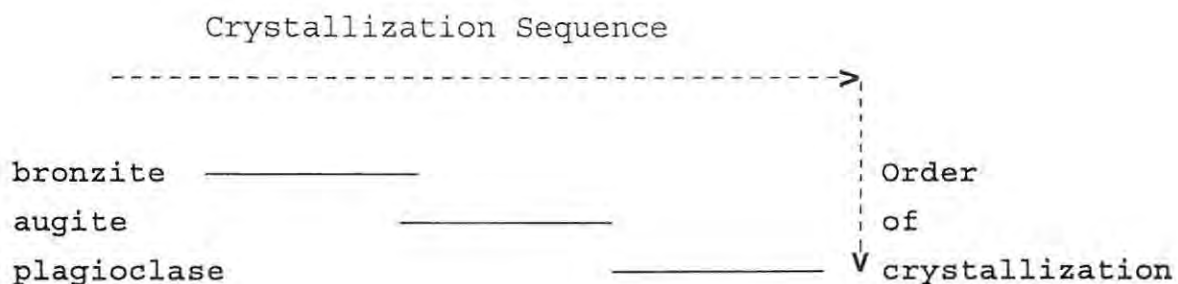 Crystallization Sequence
bronzite Order
augite of
plagioclase crystallization